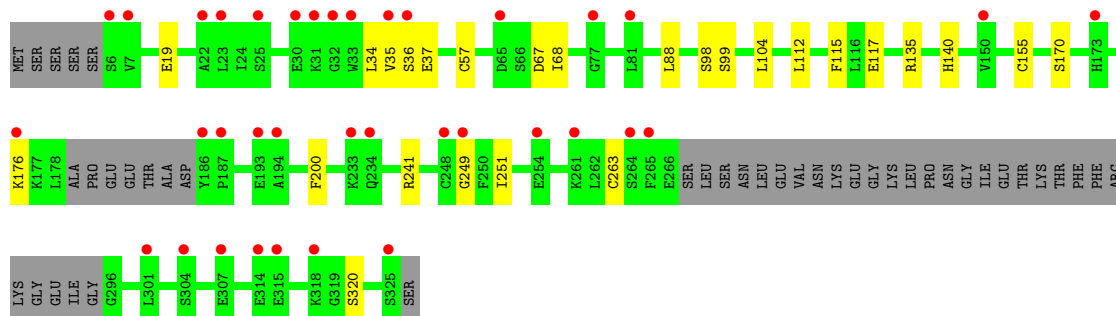 MET SER SER SER SER S6 V7 E19 A22 L23 I24 S25 E30 K31 G32 W33 L34 V35 S36 E37 C57 D65 S66 D67 I68 G77 L81 L88 S98 S99 L104 L112 F115 L116 E117 R135 H140 V150 C155 S170 H173
K176 K177 L178 ALA PRO GLU GLU THR ALA ASP Y186 P187 E193 A194 F200 K233 Q234 R241 C248 G249 F250 I251 E254 K261 L262 C263 S264 F265 E266 SER LEU SER ASN LEU GLU VAL ASN LYS GLU GLY LYS LEU PRO ASN GLY ILE GLU THR LYS THR PHE PHE ARG
LYS GLY GLU ILE GLY G296 L301 S304 E307 E314 E315 K318 G319 S320 S325 SER